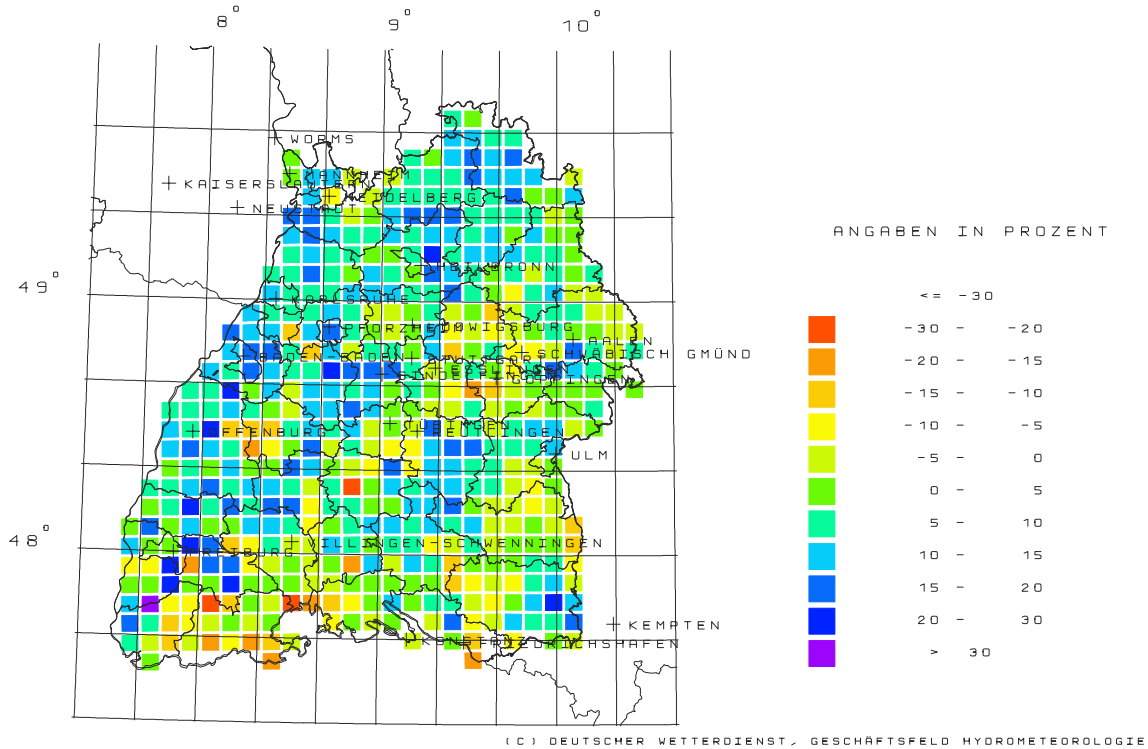 8° 9° 10°
WORMS
MANNHEIM
KAISERSLAUTERN
HEIDELBERG
NEUSTADT
ANGABEN IN PROZENT
HEILBRONN
49°
<= -30
KARLSRUHE
-30 - -20
PFORZHEIM
LUDWIGSBURG
AALEN
BADEN-BADEN
STUTTGART
SCHWÄBISCH GMÜND
-20 - -15
ESSLINGEN
SINDELFINGEN
GÖPPINGEN
-15 - -10
TÜBINGEN
OFFENBURG
REUTLINGEN
-10 - -5
ULM
-5 - 0
0 - 5
5 - 10
48°
VILLINGEN-SCHWENNINGEN
FREIBURG
10 - 15
15 - 20
20 - 30
KEMPTEN
KONSTANZ
FRIEDRICHSHAFEN
> 30
(C) DEUTSCHER WETTERDIENST, GESCHÄFTSFELD HYDROMETEOROLOGIE